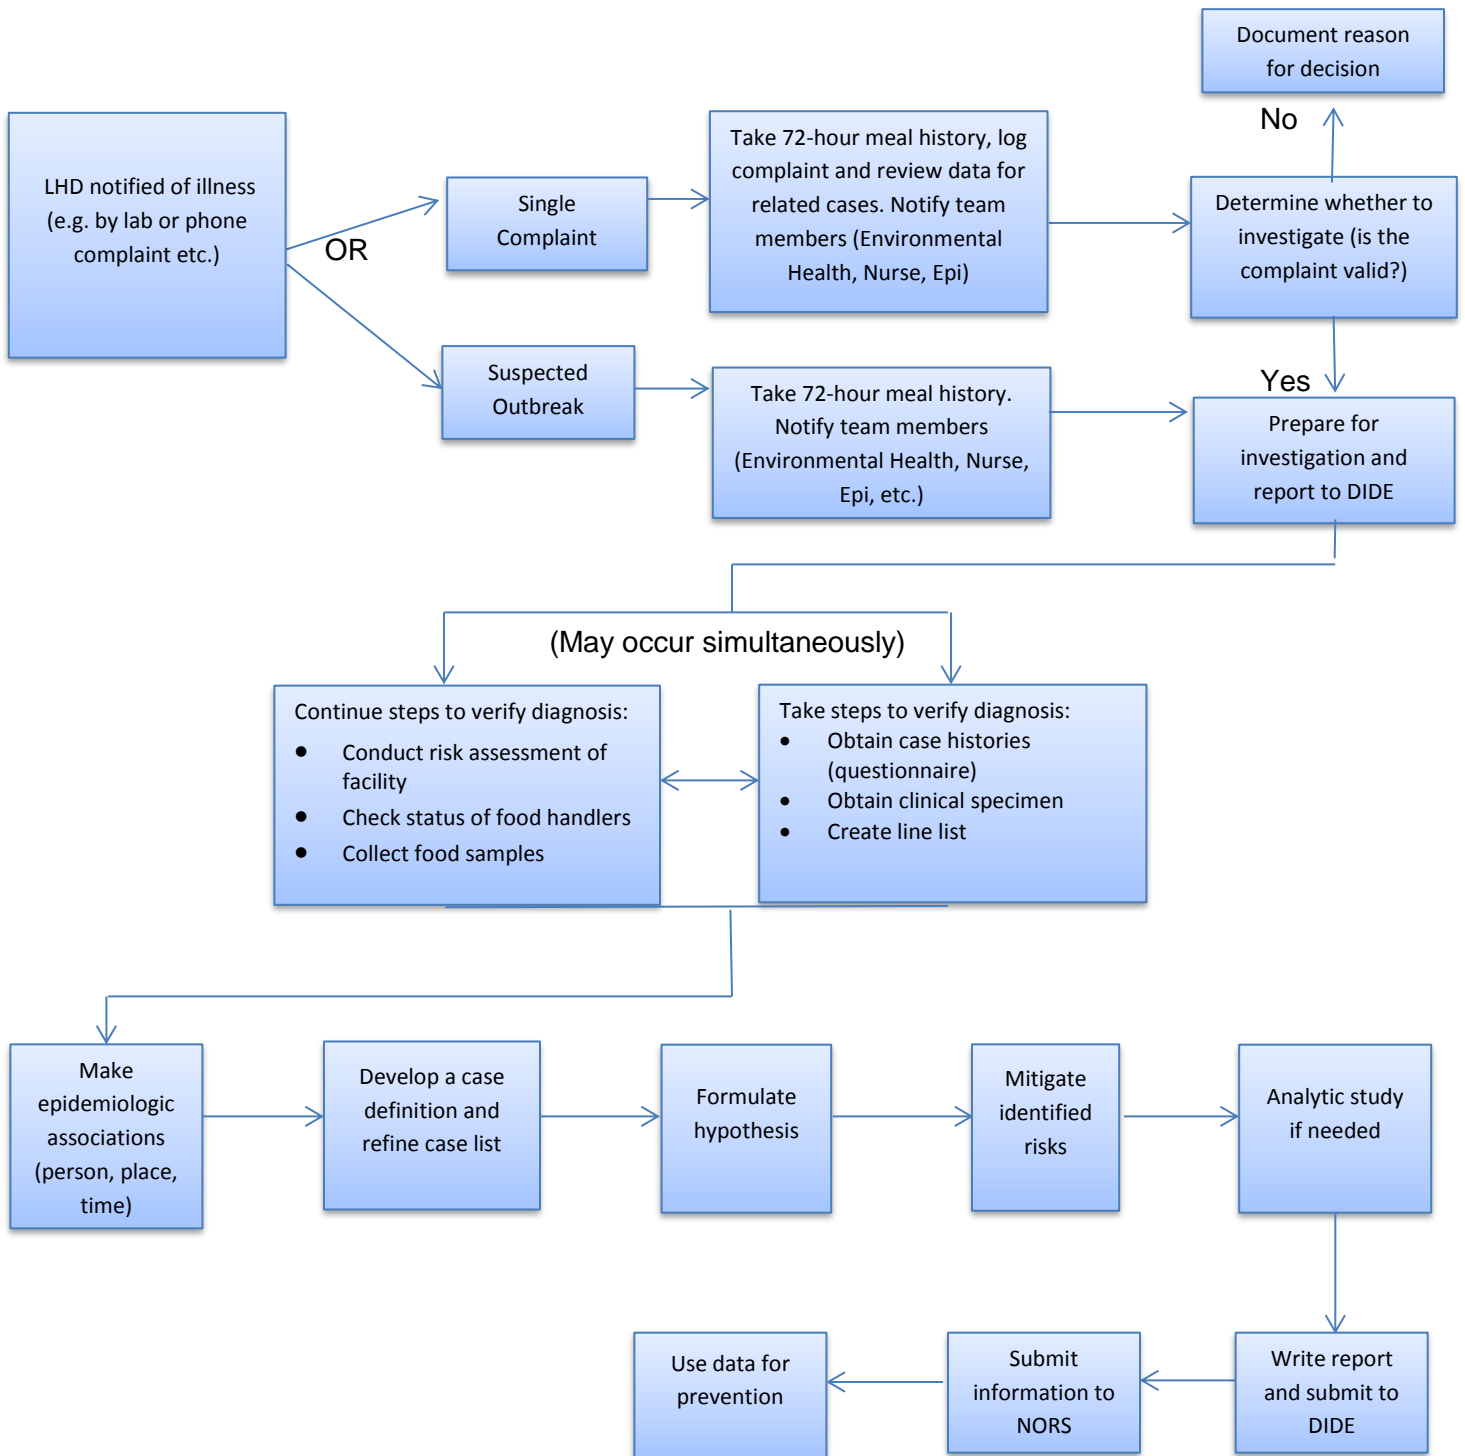 Document reason
for decision
No
LHD notified of illness
(e.g. by lab or phone
complaint etc.)
OR
Single
Complaint
Take 72-hour meal history, log
complaint and review data for
related cases. Notify team
members (Environmental
Health, Nurse, Epi)
Determine whether to
investigate (is the
complaint valid?)
Suspected
Outbreak
Take 72-hour meal history.
Notify team members
(Environmental Health, Nurse,
Epi, etc.)
Yes
Prepare for
investigation and
report to DIDE
(May occur simultaneously)
Continue steps to verify diagnosis:
● Conduct risk assessment of
facility
● Check status of food handlers
● Collect food samples
Take steps to verify diagnosis:
• Obtain case histories
(questionnaire)
• Obtain clinical specimen
• Create line list
Make
epidemiologic
associations
(person, place,
time)
Develop a case
definition and
refine case list
Formulate
hypothesis
Mitigate
identified
risks
Analytic study
if needed
Write report
and submit to
DIDE
Submit
information to
NORS
Use data for
prevention